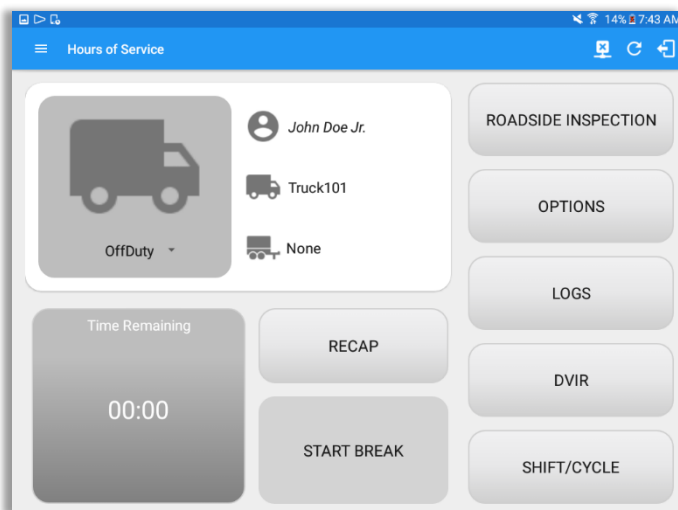 14% 7:43 AM
Hours of Service
John Doe Jr.
Truck101
None
OffDuty
ROADSIDE INSPECTION
OPTIONS
LOGS
DVIR
SHIFT/CYCLE
Time Remaining
00:00
RECAP
START BREAK